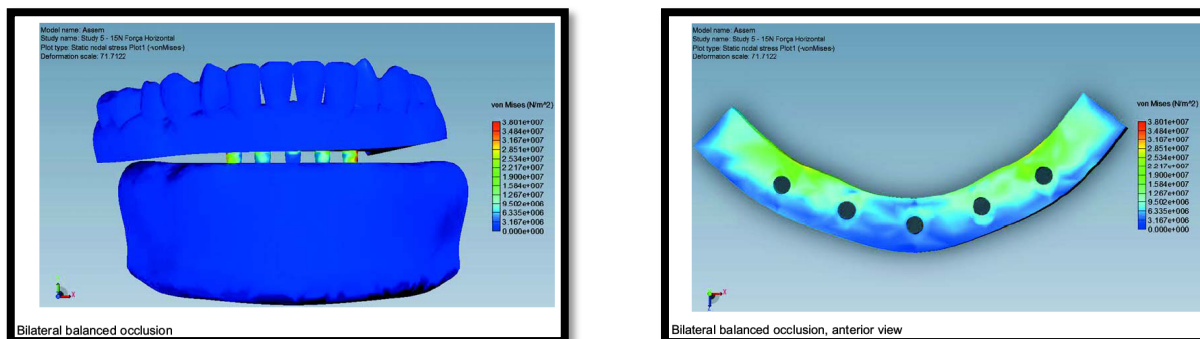 Model name: Assem
Study name: Study 5 - 15N Força Horizontal
Plot type: Static nodal stress Plot1 (-vonMises-)
Deformation scale: 71.7122
von Mises (N/m^2)
3.801e+007
3.484e+007
3.167e+007
2.851e+007
2.534e+007
2.217e+007
1.900e+007
1.584e+007
1.267e+007
9.502e+006
6.335e+006
3.167e+006
0.000e+000
X
Bilateral balanced occlusion
Model name: Assem
Study name: Study 5 - 15N Força Horizontal
Plot type: Static nodal stress Plot1 (-vonMises-)
Deformation scale: 71.7122
von Mises (N/m^2)
3.801e+007
3.484e+007
3.167e+007
2.851e+007
2.534e+007
2.217e+007
1.900e+007
1.584e+007
1.267e+007
9.502e+006
6.335e+006
3.167e+006
0.000e+000
X
Z
Bilateral balanced occlusion, anterior view